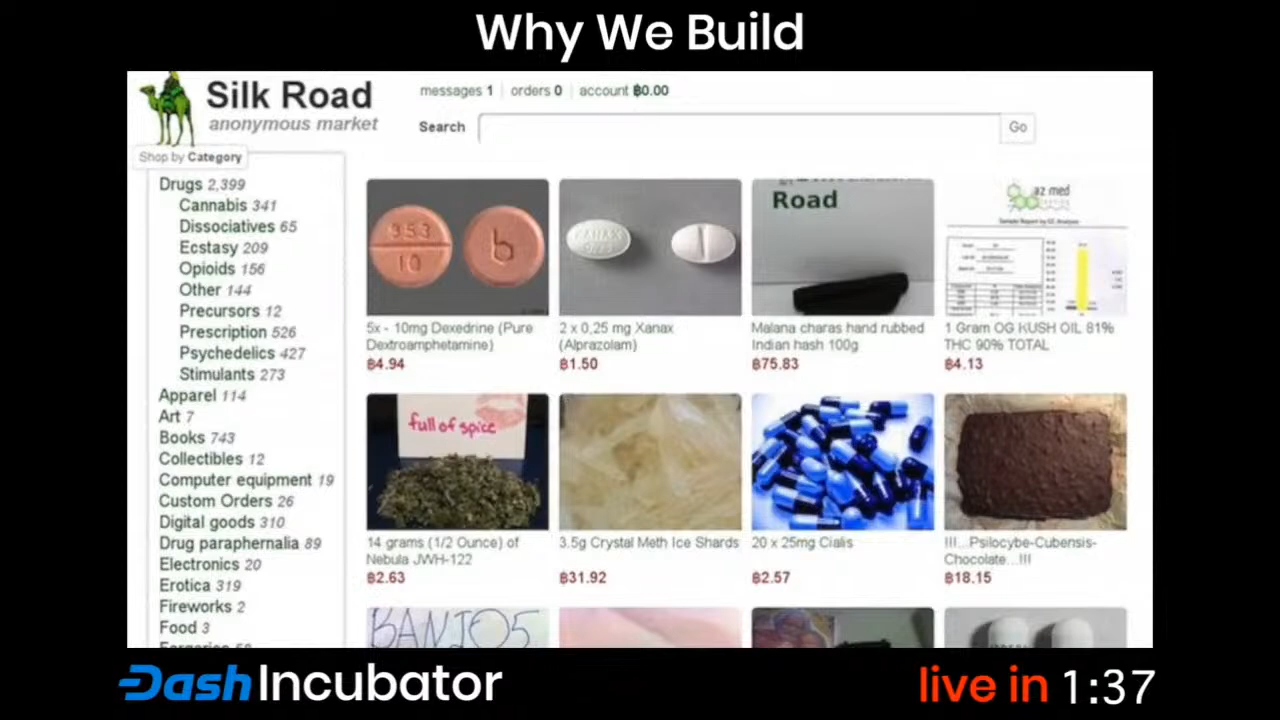 Why We Build
Silk Road
anonymous market
messages 1
orders 0
account ฿0.00
Search
Go
Shop by Category
Drugs 2,399
Cannabis 341
Dissociatives 65
Ecstasy 209
Opioids 156
Other 144
Precursors 12
Prescription 526
Psychedelics 427
Stimulants 273
Apparel 114
Art 7
Books 743
Collectibles 12
Computer equipment 19
Custom Orders 26
Digital goods 310
Drug paraphernalia 89
Electronics 20
Erotica 319
Fireworks 2
Food 3
353
10
b
5x - 10mg Dexedrine (Pure
Dextroamphetamine)
฿4.94
XANAX
2 x 0,25 mg Xanax
(Alprazolam)
฿1.50
Road
Malana charas hand rubbed
Indian hash 100g
฿75.83
az med
1 Gram OG KUSH OIL 81%
THC 90% TOTAL
฿4.13
full of spice
14 grams (1/2 Ounce) of
Nebula JWH-122
฿2.63
3.5g Crystal Meth Ice Shards
฿31.92
20 x 25mg Cialis
฿2.57
!!!...Psilocybe-Cubensis-
Chocolate...!!!
฿18.15
Dash Incubator
live in 1:37